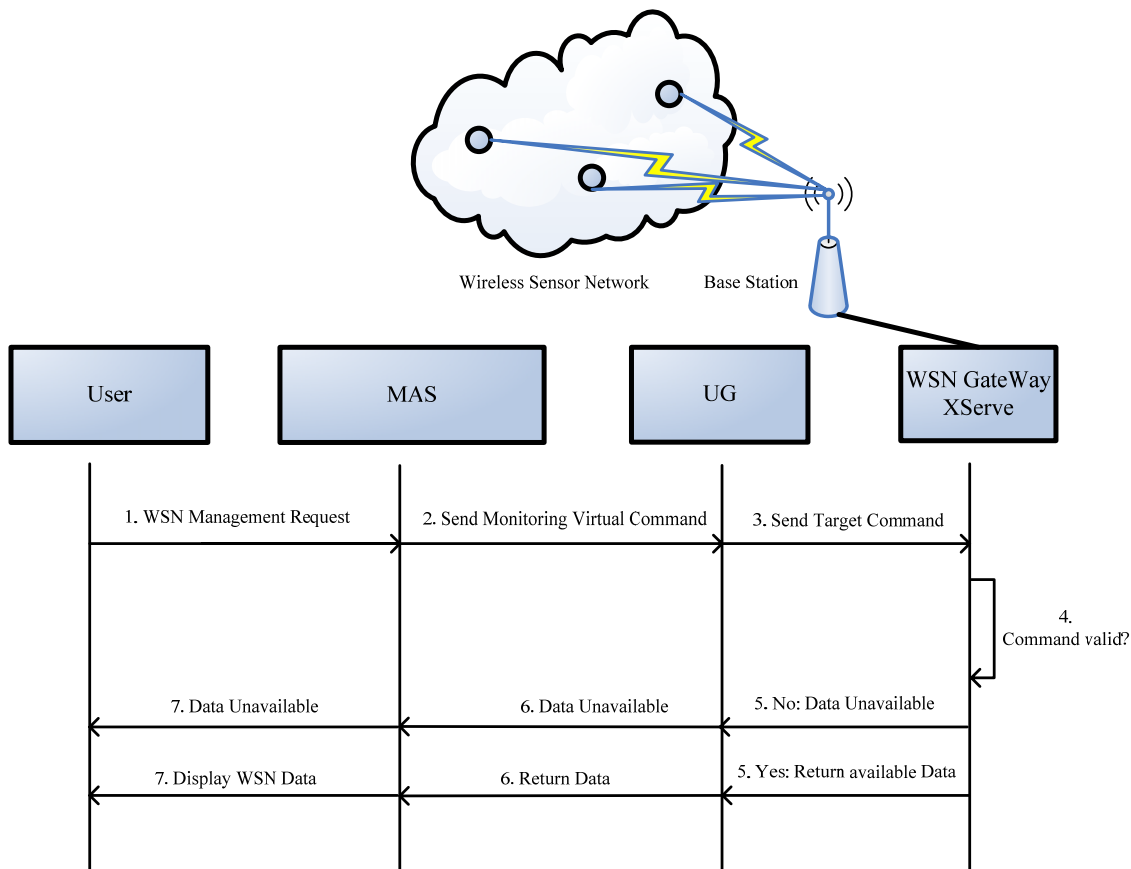 Wireless Sensor Network
Base Station
User
MAS
UG
WSN GateWay
XServe
1. WSN Management Request
2. Send Monitoring Virtual Command
3. Send Target Command
4.
Command valid?
7. Data Unavailable
6. Data Unavailable
5. No: Data Unavailable
7. Display WSN Data
6. Return Data
5. Yes: Return available Data